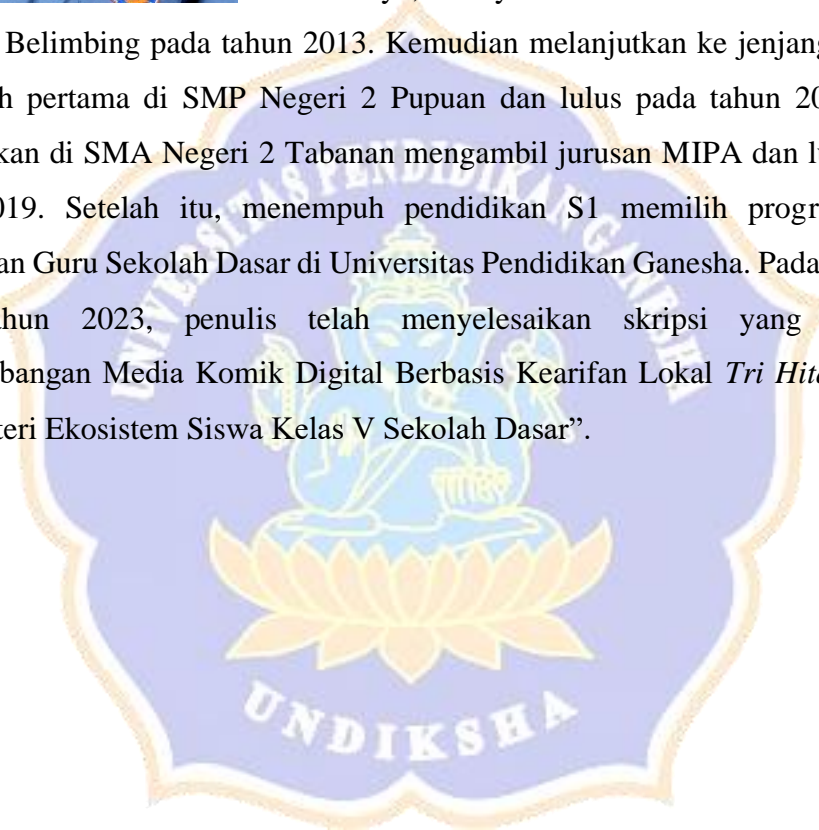 Belimbing pada tahun 2013. Kemudian melanjutkan ke jenjang
pertama di SMP Negeri 2 Pupuan dan lulus pada tahun
di SMA Negeri 2 Tabanan mengambil jurusan MIPA dan
Setelah itu, menempuh pendidikan S1 memilih
Guru Sekolah Dasar di Universitas Pendidikan Ganesha. Pada
2023, penulis telah menyelesaikan skripsi yang
Media Komik Digital Berbasis Kearifan Lokal Tri
Ekosistem Siswa Kelas V Sekolah Dasar”.
UNIVERSITAS PENDIDIKAN GANESHA
UNDIKSHA